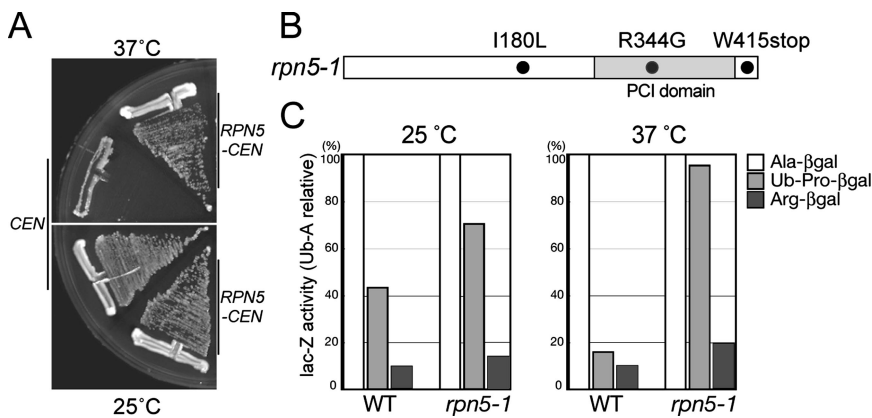 A
37˚C
RPN5
-CEN
CEN
RPN5
-CEN
25˚C
B
I180L R344G W415stop
rpn5-1
PCI domain
C
25 ˚C 37 ˚C
(%) (%)
lac-Z activity (Ub-A relative)
100 100
80 80
60 60
40 40
20 20
0 0
WT rpn5-1 WT rpn5-1
Ala-βgal
Ub-Pro-βgal
Arg-βgal